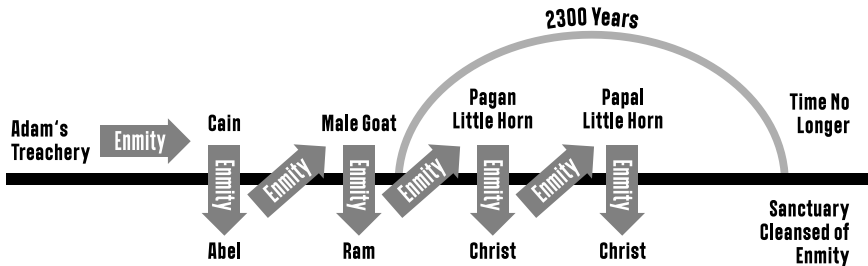 2300 Years
Adam's
Treachery
Enmity
Cain
Enmity
Abel
Enmity
Male Goat
Enmity
Ram
Enmity
Pagan
Little Horn
Enmity
Christ
Enmity
Papal
Little Horn
Enmity
Christ
Time No
Longer
Sanctuary
Cleansed of
Enmity